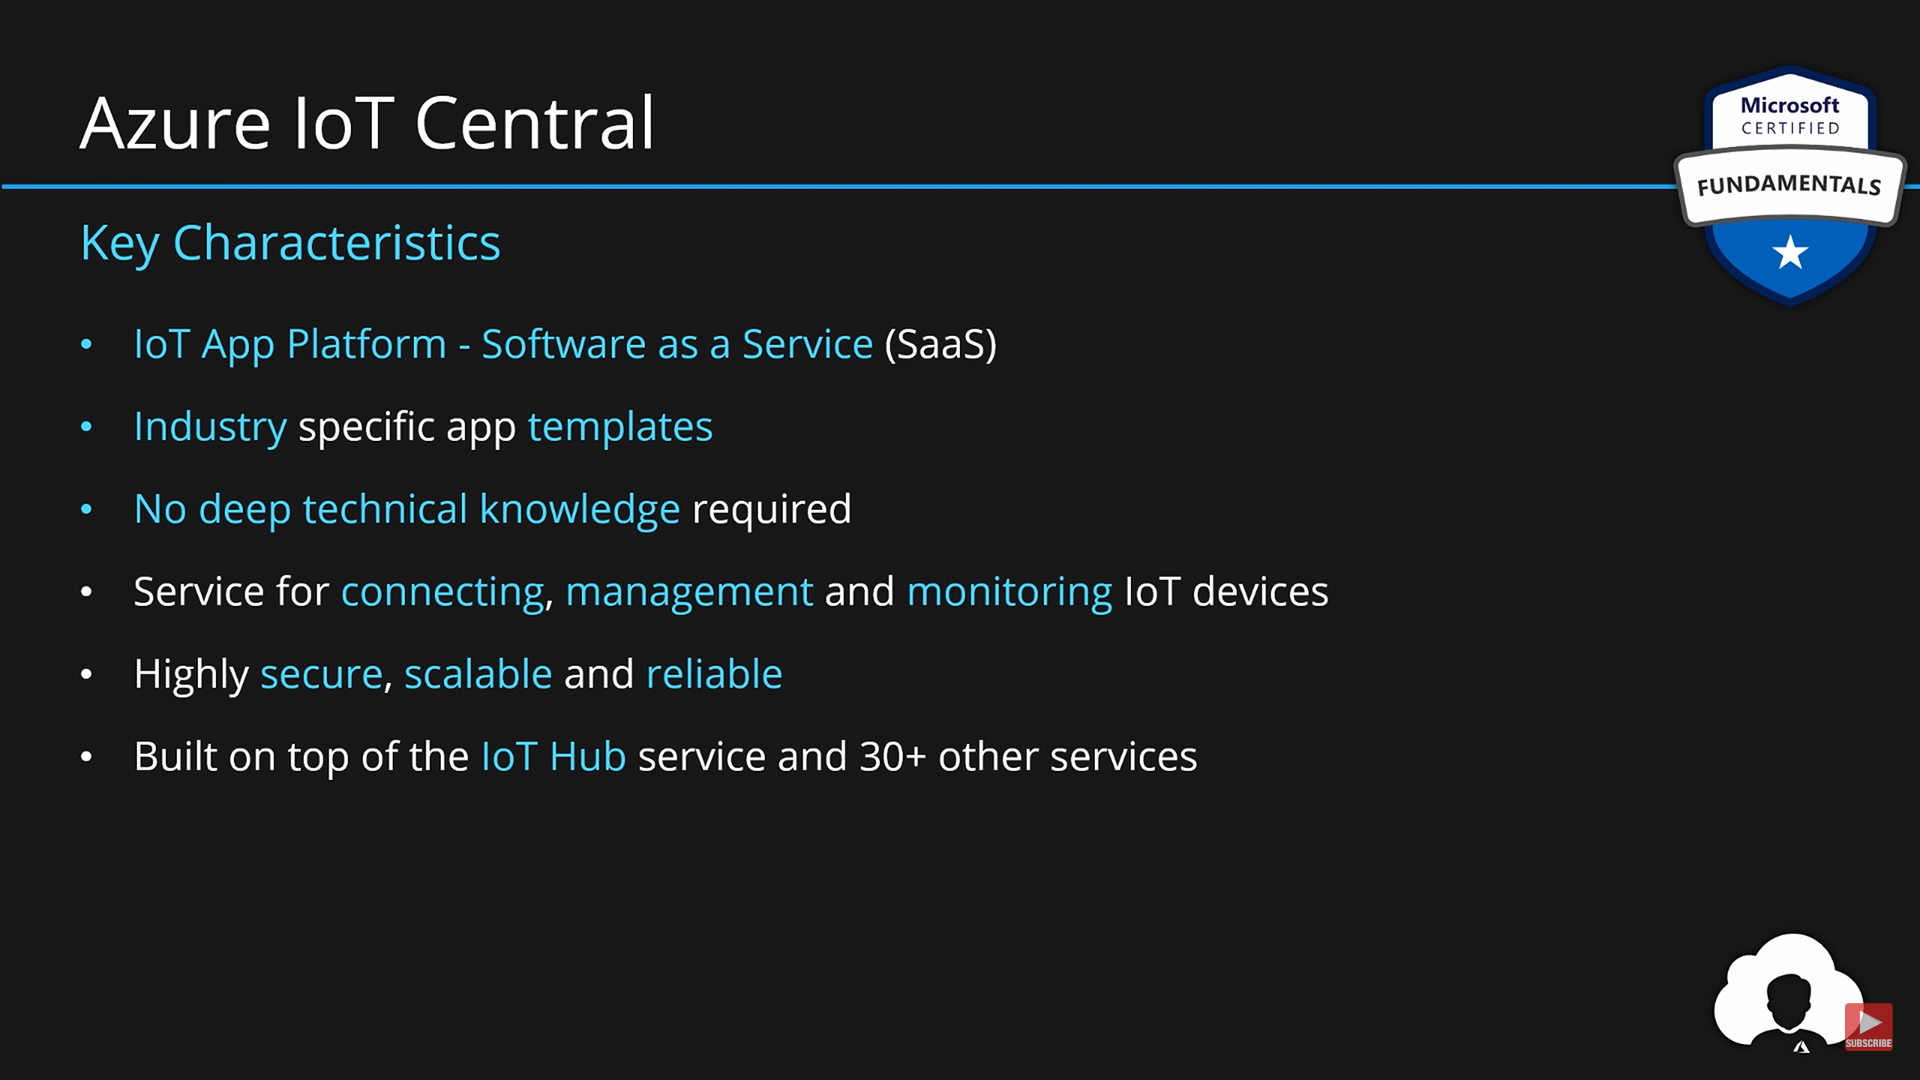 Azure IoT Central
Microsoft
CERTIFIED
FUNDAMENTALS
Key Characteristics
• IoT App Platform - Software as a Service (SaaS)
• Industry specific app templates
• No deep technical knowledge required
• Service for connecting, management and monitoring IoT devices
• Highly secure, scalable and reliable
• Built on top of the IoT Hub service and 30+ other services
SUBSCRIBE